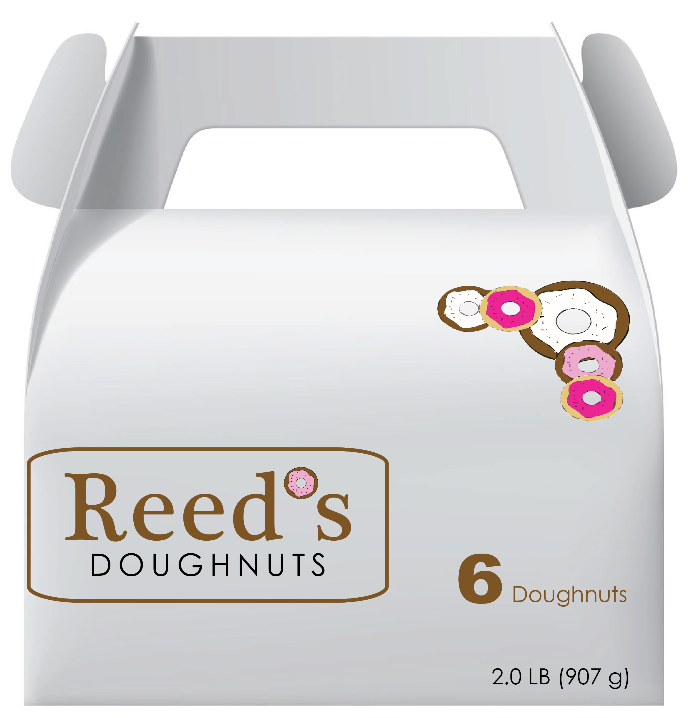 Reed's
DOUGHNUTS
6 Doughnuts
2.0 LB (907 g)